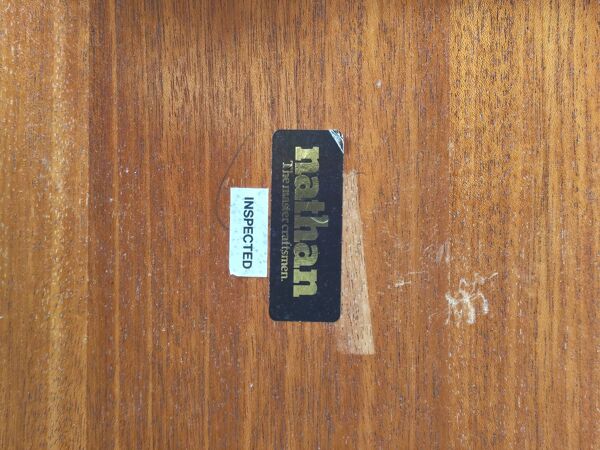 nathan
The master craftsmen.
INSPECTED